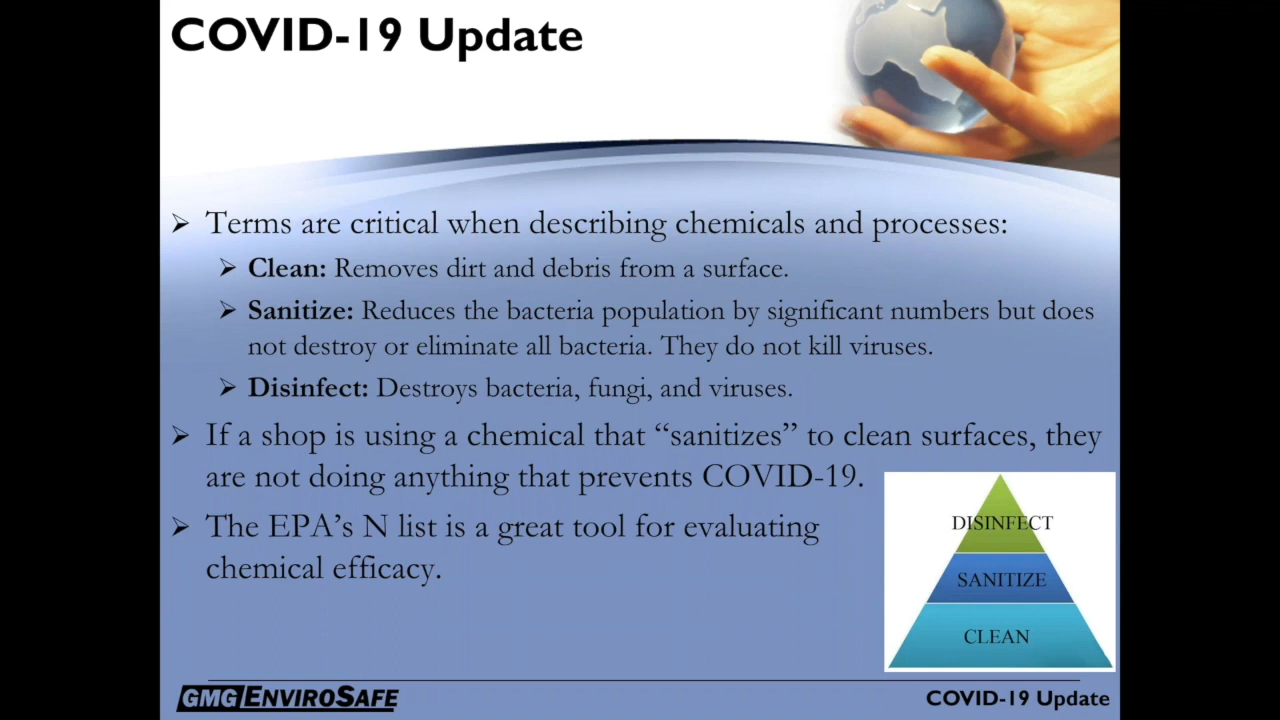 COVID-19 Update
➢ Terms are critical when describing chemicals and processes:
➢ Clean: Removes dirt and debris from a surface.
➢ Sanitize: Reduces the bacteria population by significant numbers but does
not destroy or eliminate all bacteria. They do not kill viruses.
➢ Disinfect: Destroys bacteria, fungi, and viruses.
➢ If a shop is using a chemical that “sanitizes” to clean surfaces, they
are not doing anything that prevents COVID-19.
➢ The EPA’s N list is a great tool for evaluating
chemical efficacy.
DISINFECT
SANITIZE
CLEAN
GMG ENVIROSAFE
COVID-19 Update